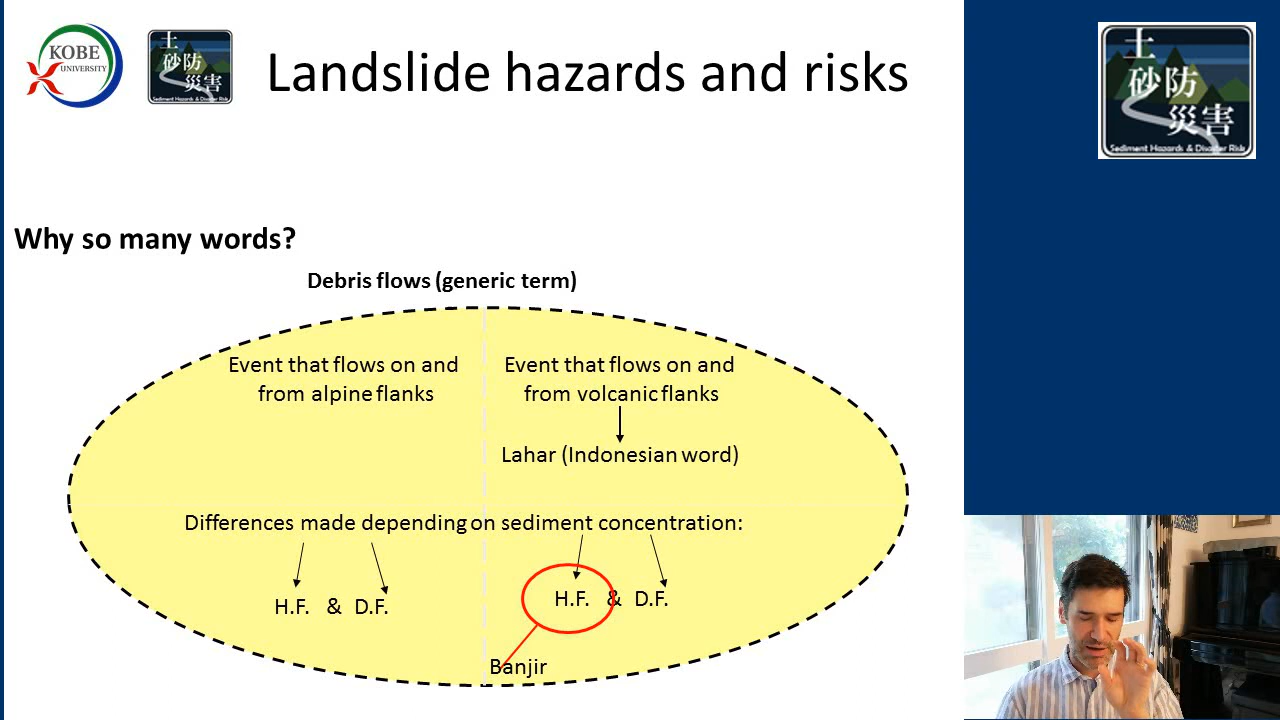 KOBE
UNIVERSITY
土
砂防
災害
Sediment Hazards & Disaster Risk
Landslide hazards and risks
土
砂防
災害
Sediment Hazards & Disaster Risk
Why so many words?
Debris flows (generic term)
Event that flows on and
from alpine flanks
Event that flows on and
from volcanic flanks
Lahar (Indonesian word)
Differences made depending on sediment concentration:
H.F. & D.F.
H.F. & D.F.
Banjir